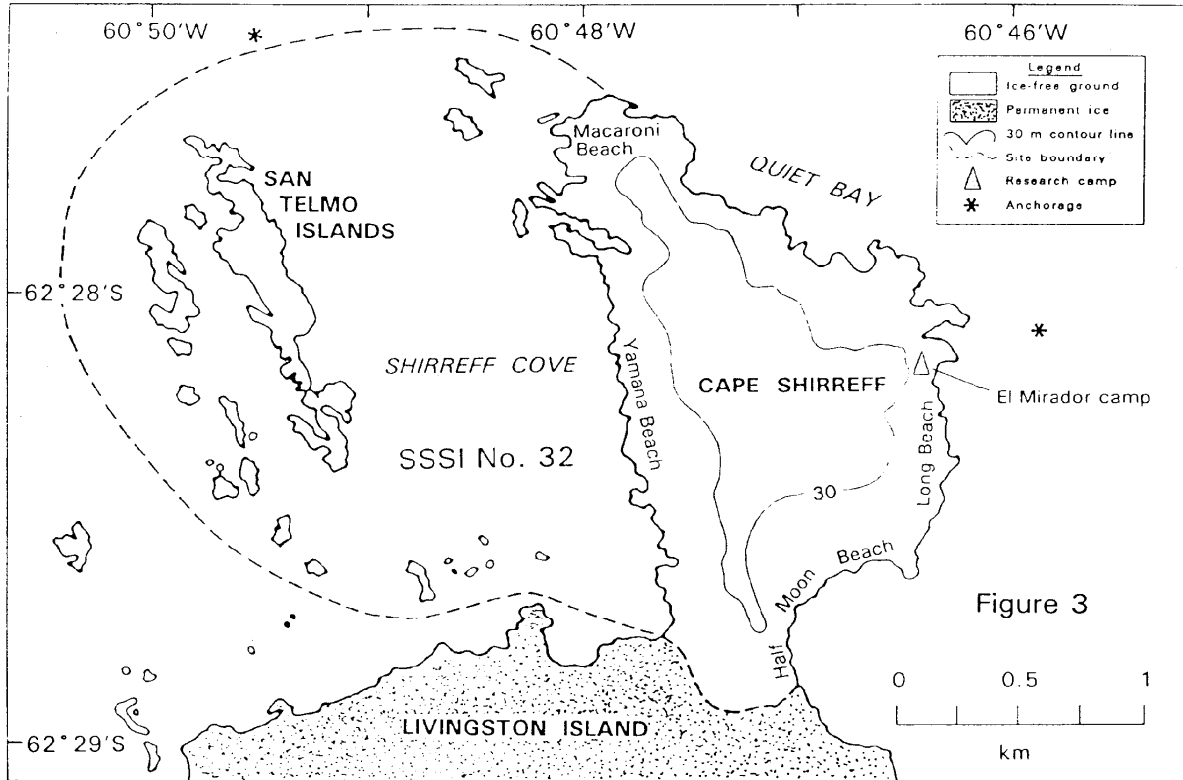 60°50'W
60°48'W
60°46'W
Legend
Ice-free ground
Permanent ice
30 m contour line
Site boundary
Research camp
Anchorage
Macaroni
Beach
QUIET BAY
SAN
TELMO
ISLANDS
62°28'S
SHIRREFF COVE
Yamana Beach
CAPE SHIRREFF
El Mirador camp
SSSI No. 32
30
Long Beach
Half Moon Beach
Figure 3
0 0.5 1
km
LIVINGSTON ISLAND
62°29'S